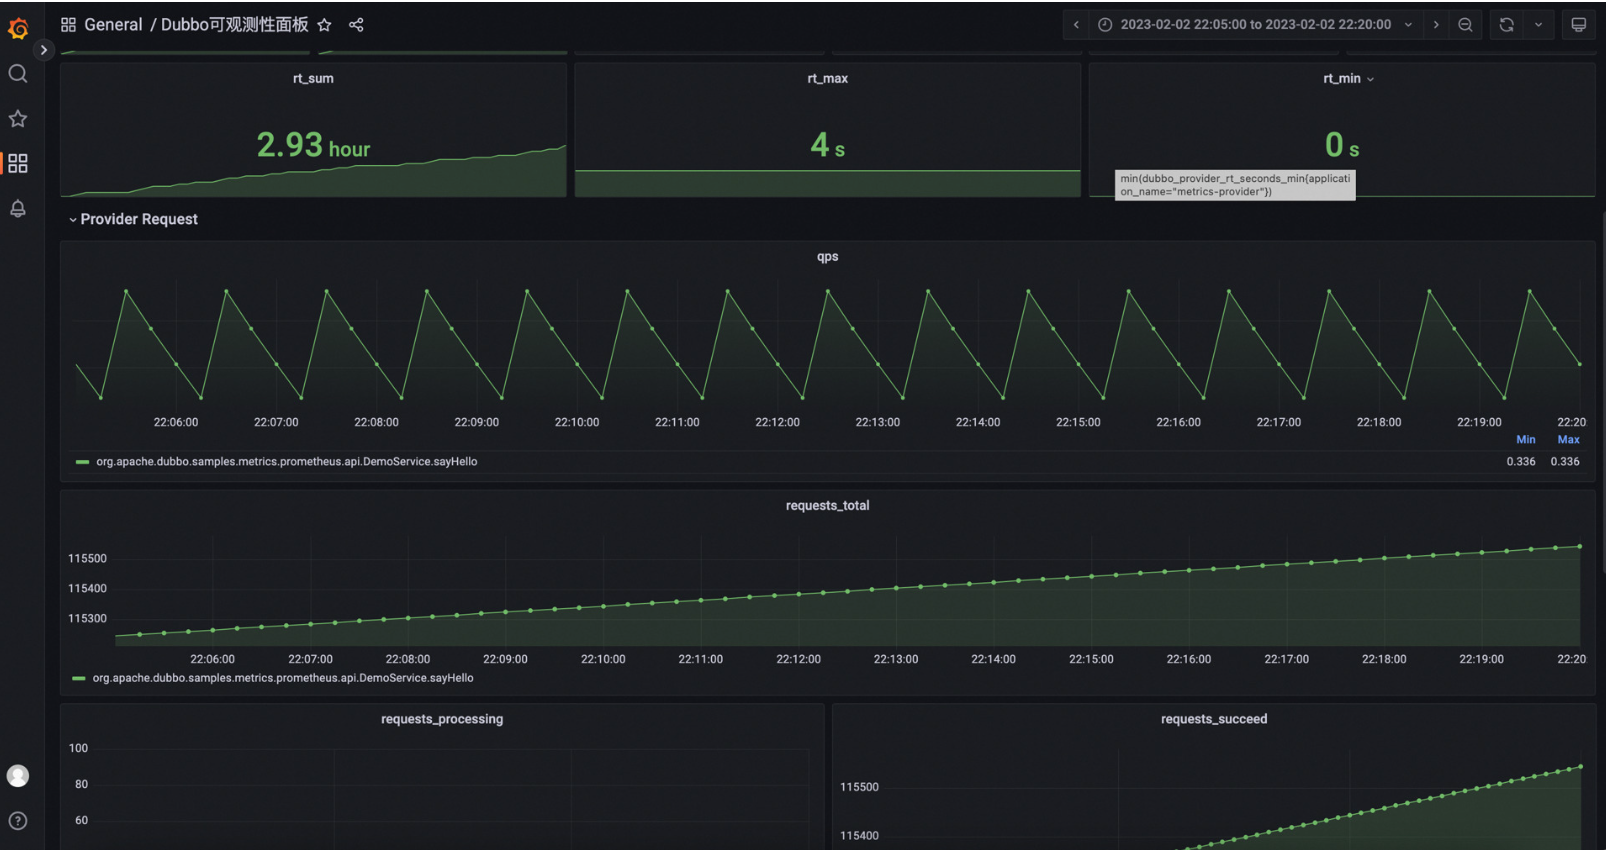 General / Dubbo可观测性面板
2023-02-02 22:05:00 to 2023-02-02 22:20:00
rt_sum
2.93 hour
rt_max
4 s
rt_min
0 s
min(dubbo_provider_rt_seconds_min{applicati
on_name="metrics-provider"})
Provider Request
qps
22:06:00 22:07:00 22:08:00 22:09:00 22:10:00 22:11:00 22:12:00 22:13:00 22:14:00 22:15:00 22:16:00 22:17:00 22:18:00 22:19:00 22:20
Min Max
org.apache.dubbo.samples.metrics.prometheus.api.DemoService.sayHello 0.336 0.336
requests_total
115500
115400
115300
22:06:00 22:07:00 22:08:00 22:09:00 22:10:00 22:11:00 22:12:00 22:13:00 22:14:00 22:15:00 22:16:00 22:17:00 22:18:00 22:19:00 22:20
org.apache.dubbo.samples.metrics.prometheus.api.DemoService.sayHello
requests_processing
100
80
60
requests_succeed
115500
115400